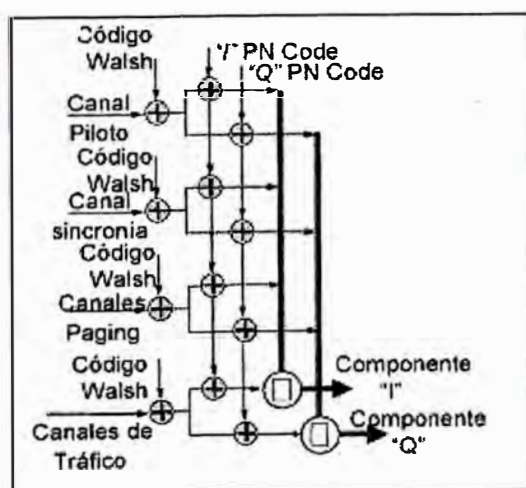 Código
Walsh
"I" PN Code
"Q" PN Code
Canal
Piloto
Código
Walsh
Canal
sincronia
Código
Walsh
Canales
Paging
Código
Walsh
Canales de
Tráfico
Componente
"I"
Componente
"Q"